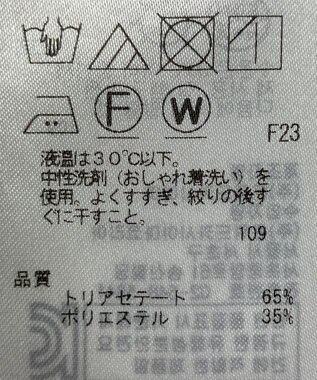 F W
F23
液温は30℃以下。
中性洗剤（おしゃれ着洗い）を
使用。よくすすぎ、絞りの後す
ぐに干すこと。
109
品質
トリアセテート 65%
ポリエステル 35%